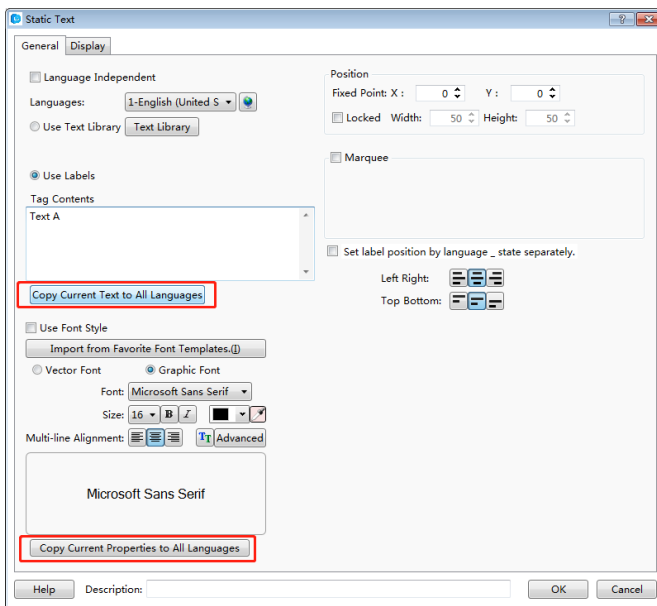 Static Text
General Display
Language Independent
Languages: 1-English (United S
Use Text Library Text Library
Use Labels
Tag Contents
Text A
Copy Current Text to All Languages
Use Font Style
Import from Favorite Font Templates.(I)
Vector Font Graphic Font
Font: Microsoft Sans Serif
Size: 16 B I
Multi-line Alignment: TT Advanced
Microsoft Sans Serif
Copy Current Properties to All Languages
Position
Fixed Point: X : 0 Y : 0
Locked Width: 50 Height: 50
Marquee
Set label position by language _ state separately.
Left Right:
Top Bottom:
Help Description: OK Cancel